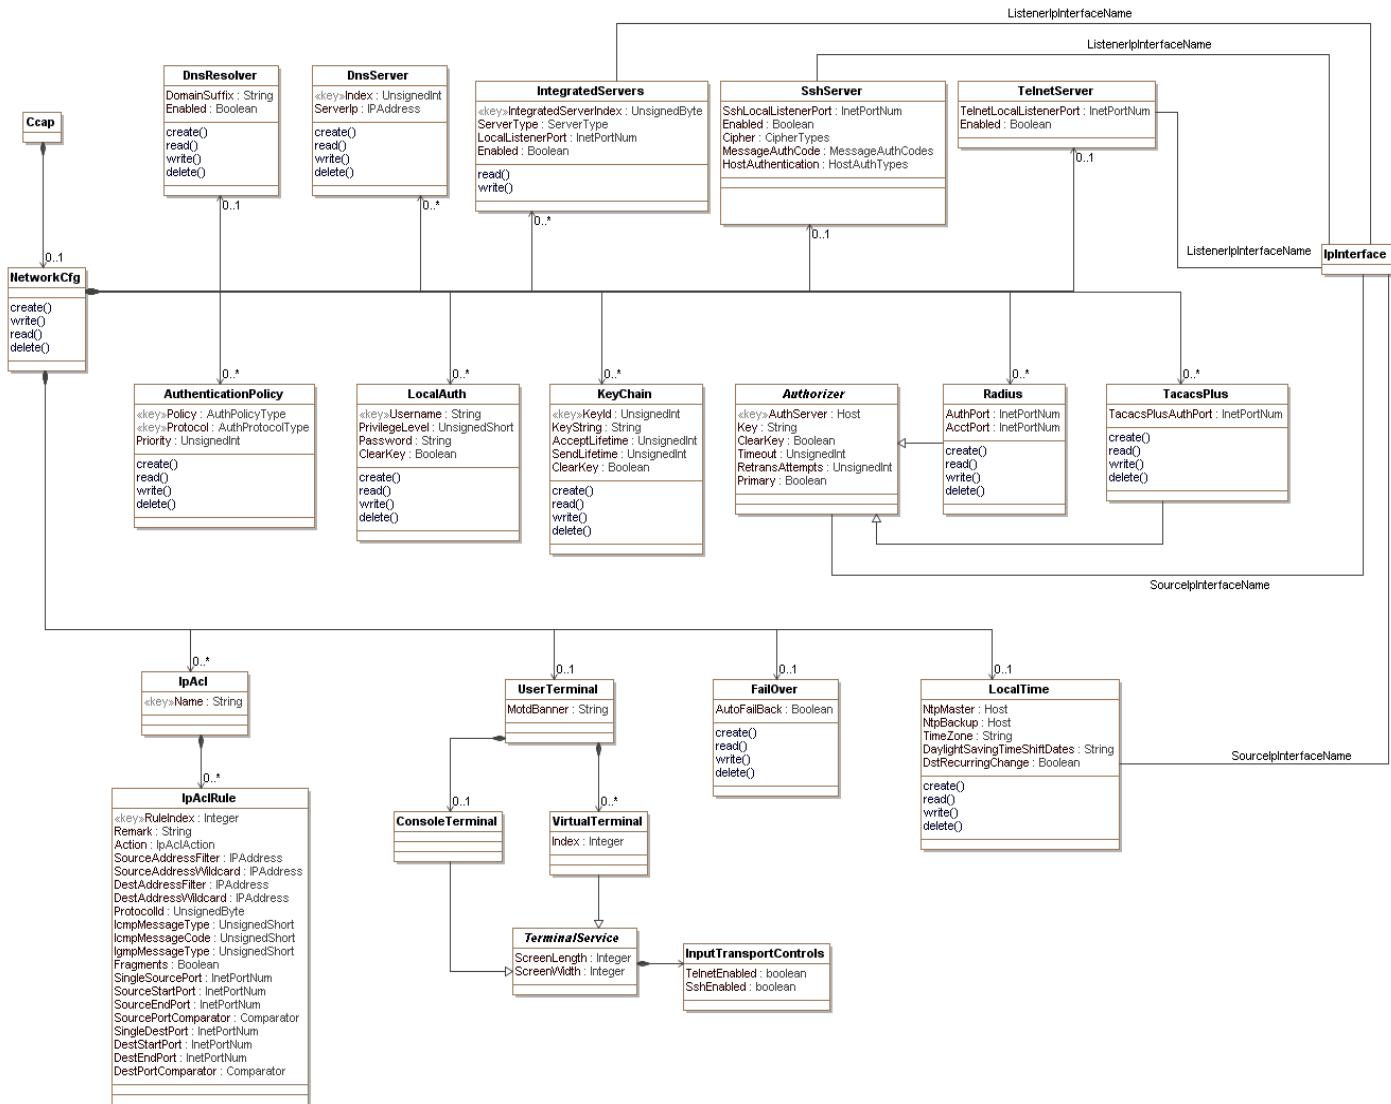 ListenerIpInterfaceName
ListenerIpInterfaceName
DnsResolver
DomainSuffix : String
Enabled : Boolean
create()
read()
write()
delete()
0..1
DnsServer
«key»Index : UnsignedInt
ServerIp : IPAddress
create()
read()
write()
delete()
0..*
IntegratedServers
«key»IntegratedServerIndex : UnsignedByte
ServerType : ServerType
LocalListenerPort : InetPortNum
Enabled : Boolean
read()
write()
0..*
SshServer
SshLocalListenerPort : InetPortNum
Enabled : Boolean
Cipher : CipherTypes
MessageAuthCode : MessageAuthCodes
HostAuthentication : HostAuthTypes
0..1
TelnetServer
TelnetLocalListenerPort : InetPortNum
Enabled : Boolean
0..1
Ccap
0..1
ListenerIpInterfaceName
IpInterface
NetworkCfg
create()
write()
read()
delete()
0..*
AuthenticationPolicy
«key»Policy : AuthPolicyType
«key»Protocol : AuthProtocolType
Priority : UnsignedInt
create()
read()
write()
delete()
0..*
LocalAuth
«key»Username : String
PrivilegeLevel : UnsignedShort
Password : String
ClearKey : Boolean
create()
read()
write()
delete()
0..*
KeyChain
«key»KeyId : UnsignedInt
KeyString : String
AcceptLifetime : UnsignedInt
SendLifetime : UnsignedInt
ClearKey : Boolean
create()
read()
write()
delete()
Authorizer
«key»AuthServer : Host
Key : String
ClearKey : Boolean
Timeout : UnsignedInt
RetransAttempts : UnsignedInt
Primary : Boolean
0..*
Radius
AuthPort : InetPortNum
AcctPort : InetPortNum
create()
read()
write()
delete()
0..*
TacacsPlus
TacacsPlusAuthPort : InetPortNum
create()
read()
write()
delete()
SourceIpInterfaceName
0..*
IpAcl
«key»Name : String
0..*
IpAclRule
«key»RuleIndex : Integer
Remark : String
Action : IpAclAction
SourceAddressFilter : IPAddress
SourceAddressWildcard : IPAddress
DestAddressFilter : IPAddress
DestAddressWildcard : IPAddress
ProtocolId : UnsignedByte
IcmpMessageType : UnsignedShort
IcmpMessageCode : UnsignedShort
IgmpMessageType : UnsignedShort
Fragments : Boolean
SingleSourcePort : InetPortNum
SourceStartPort : InetPortNum
SourceEndPort : InetPortNum
SourcePortComparator : Comparator
SingleDestPort : InetPortNum
DestStartPort : InetPortNum
DestEndPort : InetPortNum
DestPortComparator : Comparator
0..1
UserTerminal
MotdBanner : String
0..1
ConsoleTerminal
0..*
VirtualTerminal
Index : Integer
TerminalService
ScreenLength : Integer
ScreenWidth : Integer
InputTransportControls
TelnetEnabled : boolean
SshEnabled : boolean
0..1
FailOver
AutoFailBack : Boolean
create()
read()
write()
delete()
0..1
LocalTime
NtpMaster : Host
NtpBackup : Host
TimeZone : String
DaylightSavingTimeShiftDates : String
DstRecurringChange : Boolean
create()
read()
write()
delete()
SourceIpInterfaceName